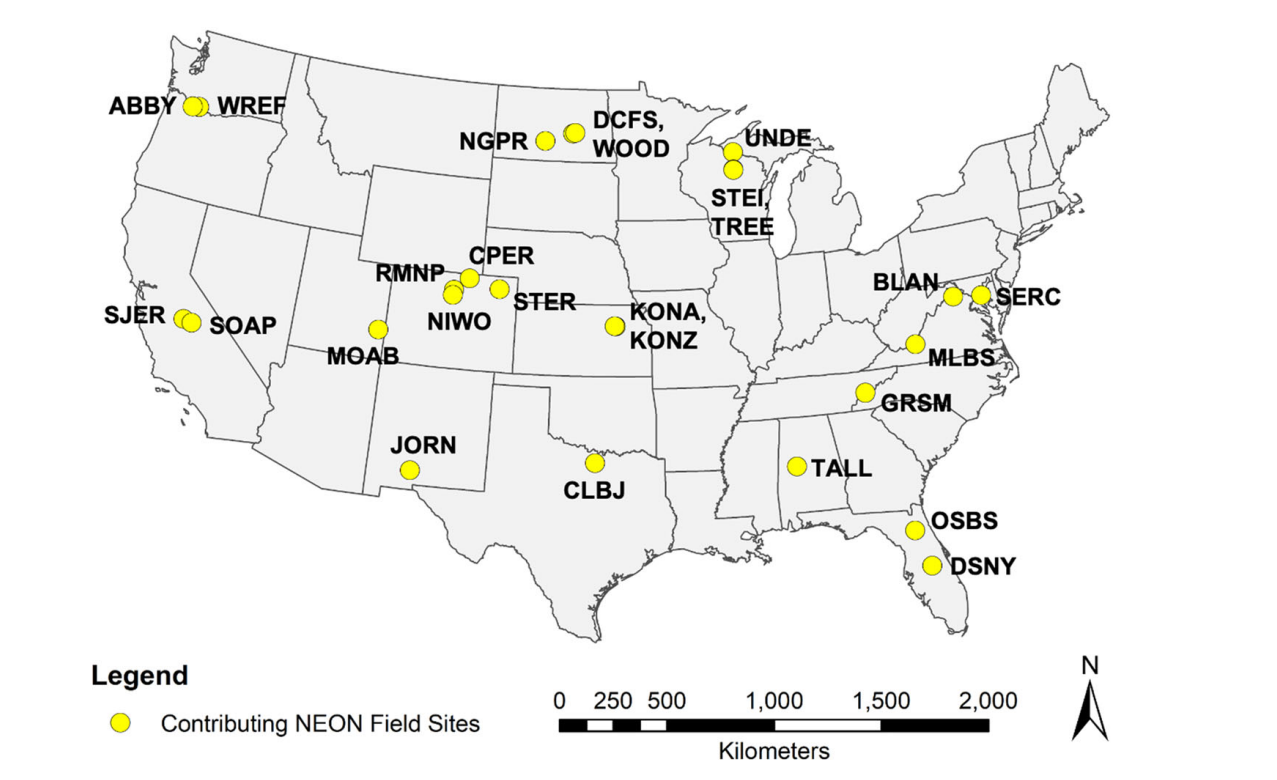 ABBY
WREF
NGPR
DCFS,
WOOD
UNDE
STEI,
TREE
CPER
RMNP
STER
NIWO
BLAN
SERC
SJER
SOAP
MOAB
KONA,
KONZ
MLBS
GRSM
JORN
CLBJ
TALL
OSBS
DSNY
Legend
Contributing NEON Field Sites
0 250 500 1,000 1,500 2,000
Kilometers
N